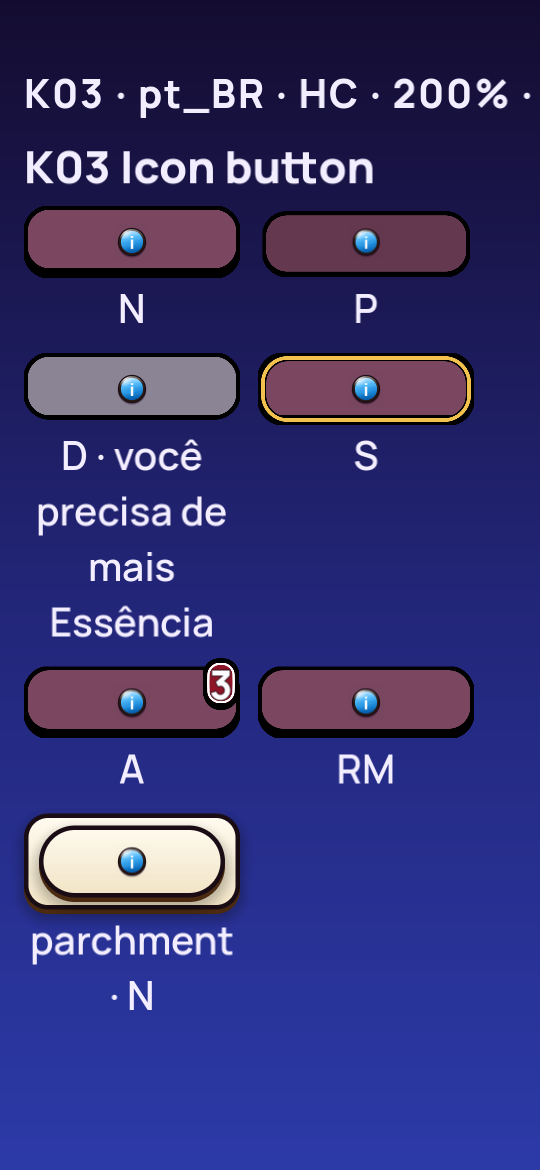 K03 · pt_BR · HC · 200% ·
K03 Icon button
N
P
D · você
precisa de
mais
Essência
S
3
A
RM
parchment
· N